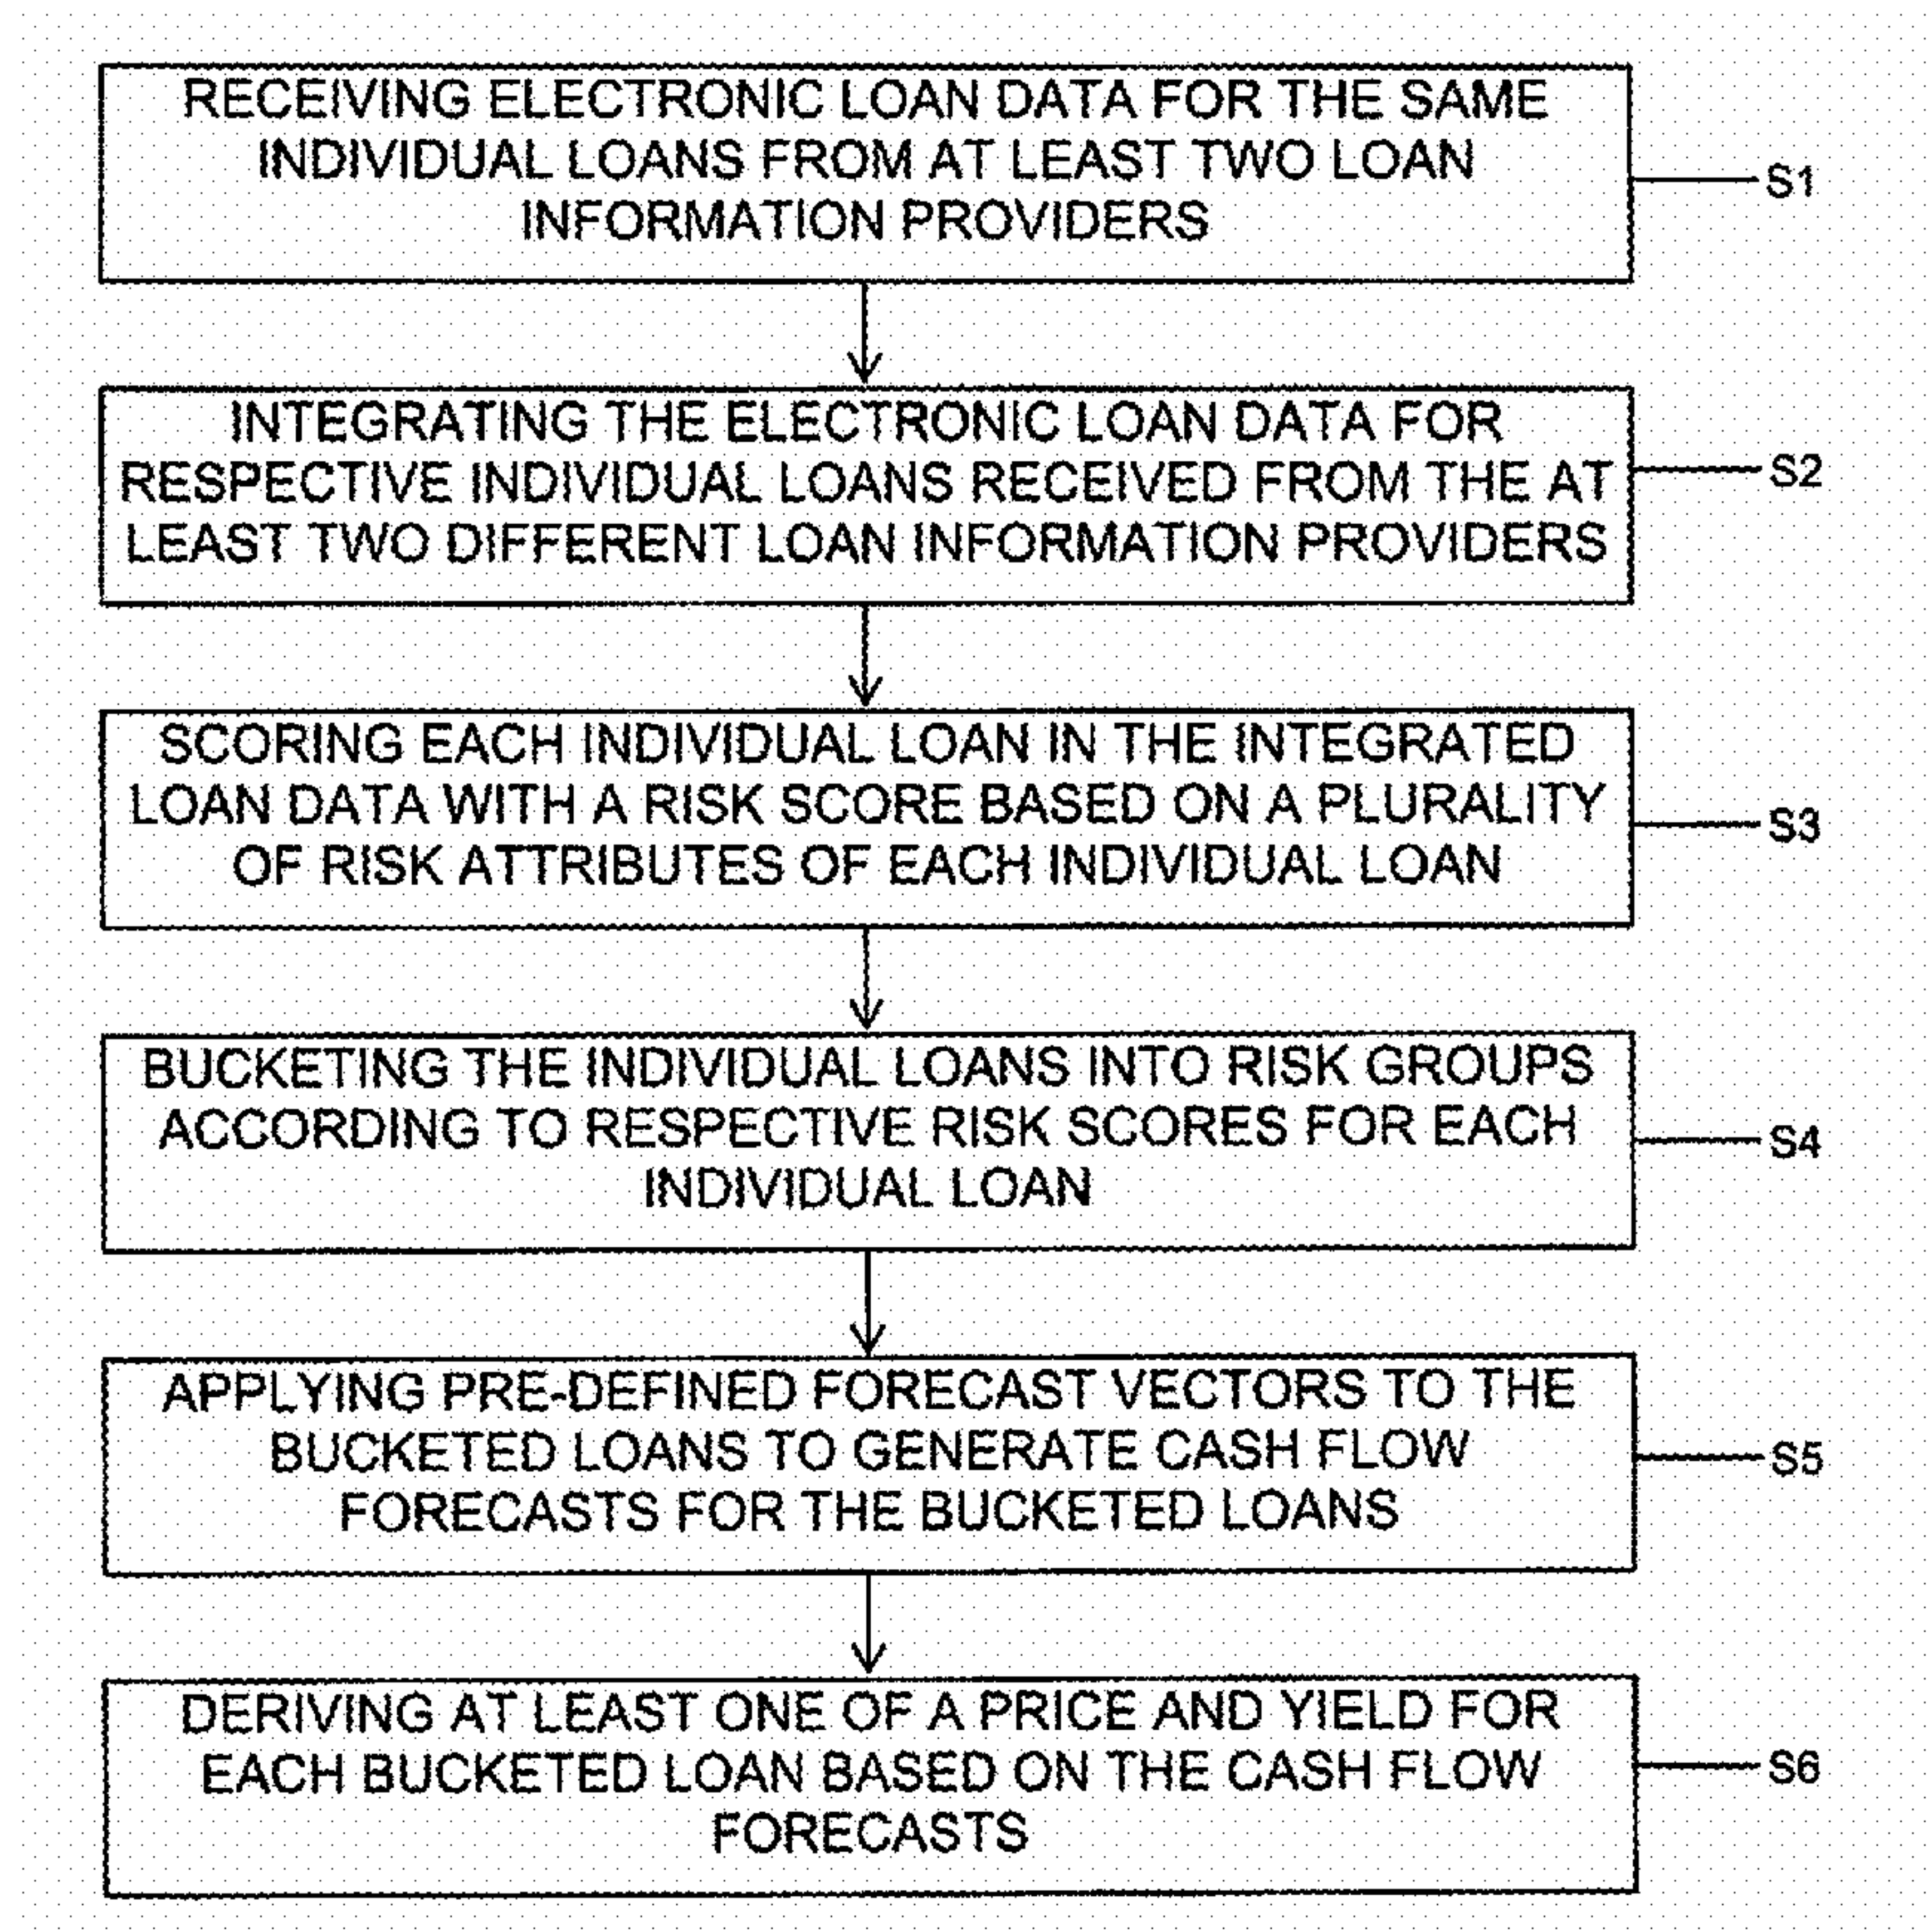 RECEIVING ELECTRONIC LOAN DATA FOR THE SAME
INDIVIDUAL LOANS FROM AT LEAST TWO LOAN
INFORMATION PROVIDERS
S1
INTEGRATING THE ELECTRONIC LOAN DATA FOR
RESPECTIVE INDIVIDUAL LOANS RECEIVED FROM THE AT
LEAST TWO DIFFERENT LOAN INFORMATION PROVIDERS
S2
SCORING EACH INDIVIDUAL LOAN IN THE INTEGRATED
LOAN DATA WITH A RISK SCORE BASED ON A PLURALITY
OF RISK ATTRIBUTES OF EACH INDIVIDUAL LOAN
S3
BUCKETING THE INDIVIDUAL LOANS INTO RISK GROUPS
ACCORDING TO RESPECTIVE RISK SCORES FOR EACH
INDIVIDUAL LOAN
S4
APPLYING PRE-DEFINED FORECAST VECTORS TO THE
BUCKETED LOANS TO GENERATE CASH FLOW
FORECASTS FOR THE BUCKETED LOANS
S5
DERIVING AT LEAST ONE OF A PRICE AND YIELD FOR
EACH BUCKETED LOAN BASED ON THE CASH FLOW
FORECASTS
S6